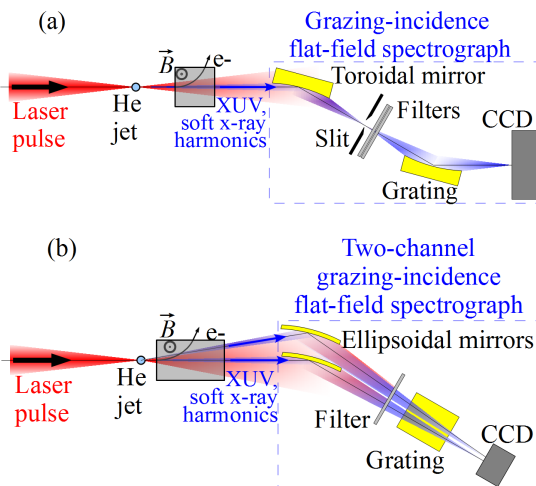 (a)
Grazing-incidence
flat-field spectrograph
B e-
Toroidal mirror
Filters
CCD
Laser
pulse
He
jet
XUV,
soft x-ray
harmonics
Slit
Grating
(b)
Two-channel
grazing-incidence
flat-field spectrograph
B e-
Ellipsoidal mirrors
Laser
pulse
He
jet
XUV,
soft x-ray
harmonics
Filter
CCD
Grating